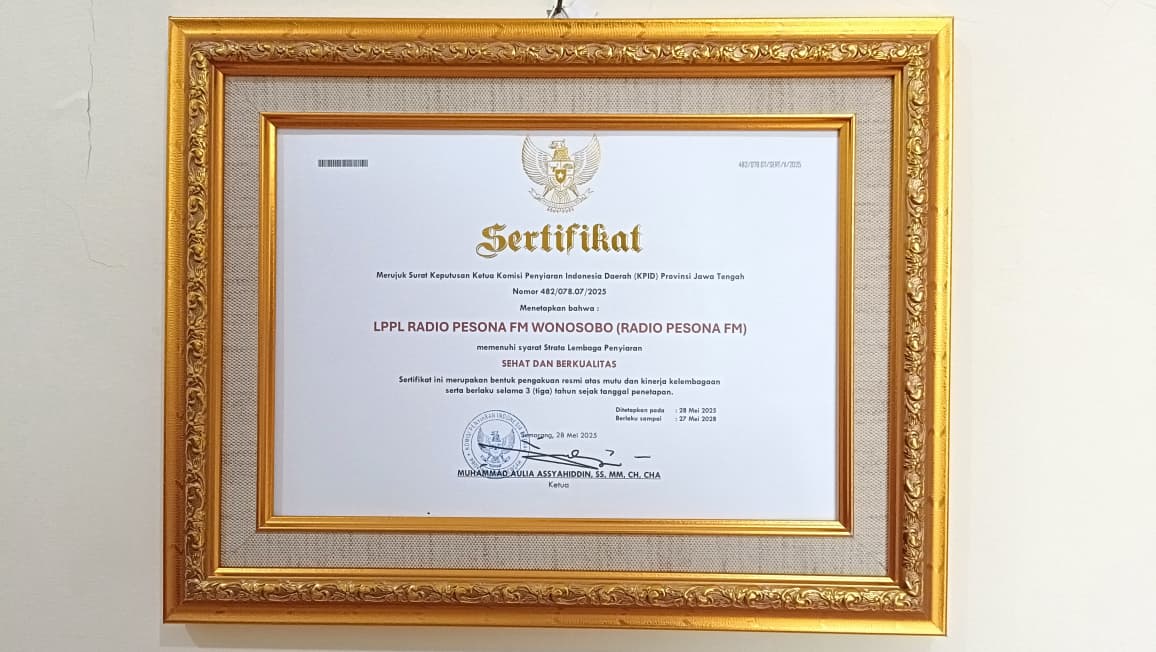 482/078.07/SERT/V/2025
Sertifikat
Merujuk Surat Keputusan Ketua Komisi Penyiaran Indonesia Daerah (KPID) Provinsi Jawa Tengah
Nomor 482/078.07/2025
Menetapkan bahwa :
LPPL RADIO PESONA FM WONOSOBO (RADIO PESONA FM)
memenuhi syarat Strata Lembaga Penyiaran
SEHAT DAN BERKUALITAS
Sertifikat ini merupakan bentuk pengakuan resmi atas mutu dan kinerja kelembagaan
serta berlaku selama 3 (tiga) tahun sejak tanggal penetapan.
Ditetapkan pada : 28 Mei 2025
Berlaku sampai : 27 Mei 2028
Semarang, 28 Mei 2025
KOMISI PENYIARAN INDONESIA
MUHAMMAD AULIA ASSYAHIDDIN, SS, MM, CH, CHA
Ketua